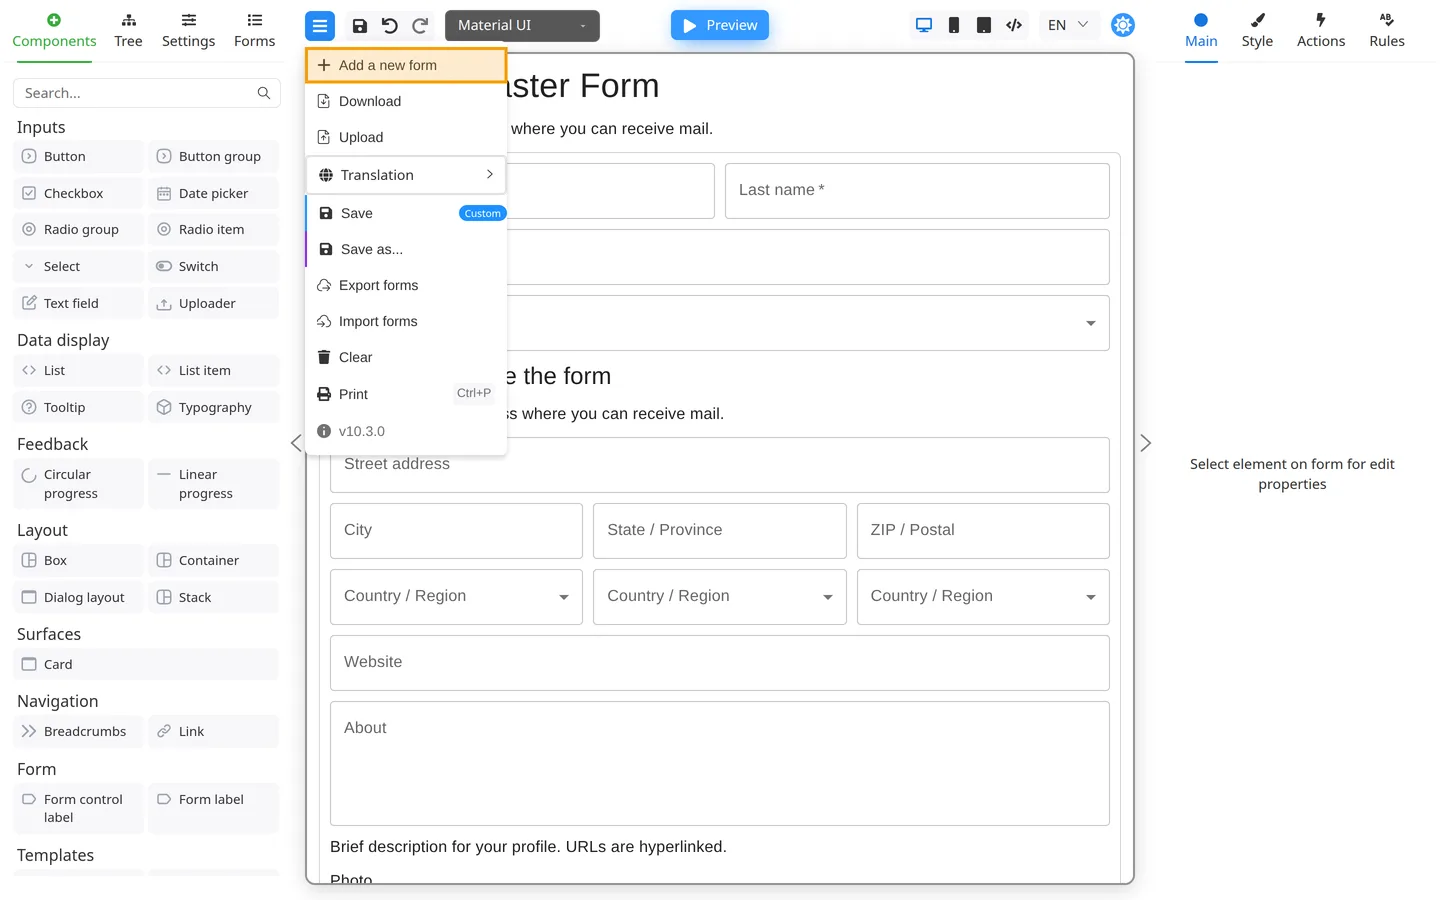 Components
Tree
Settings
Forms
Material UI
Preview
EN
Main
Style
Actions
Rules
Search...
Inputs
Button
Button group
Checkbox
Date picker
Radio group
Radio item
Select
Switch
Text field
Uploader
Data display
List
List item
Tooltip
Typography
Feedback
Circular
progress
Linear
progress
Layout
Box
Container
Dialog layout
Stack
Surfaces
Card
Navigation
Breadcrumbs
Link
Form
Form control
label
Form label
Templates
Add a new form
Download
Upload
Translation
Save
Custom
Save as...
Export forms
Import forms
Clear
Print
Ctrl+P
v10.3.0
Form
where you can receive mail.
Last name *
the form
where you can receive mail.
Street address
City
State / Province
ZIP / Postal
Country / Region
Country / Region
Country / Region
Website
About
Brief description for your profile. URLs are hyperlinked.
Photo
Select element on form for edit
properties